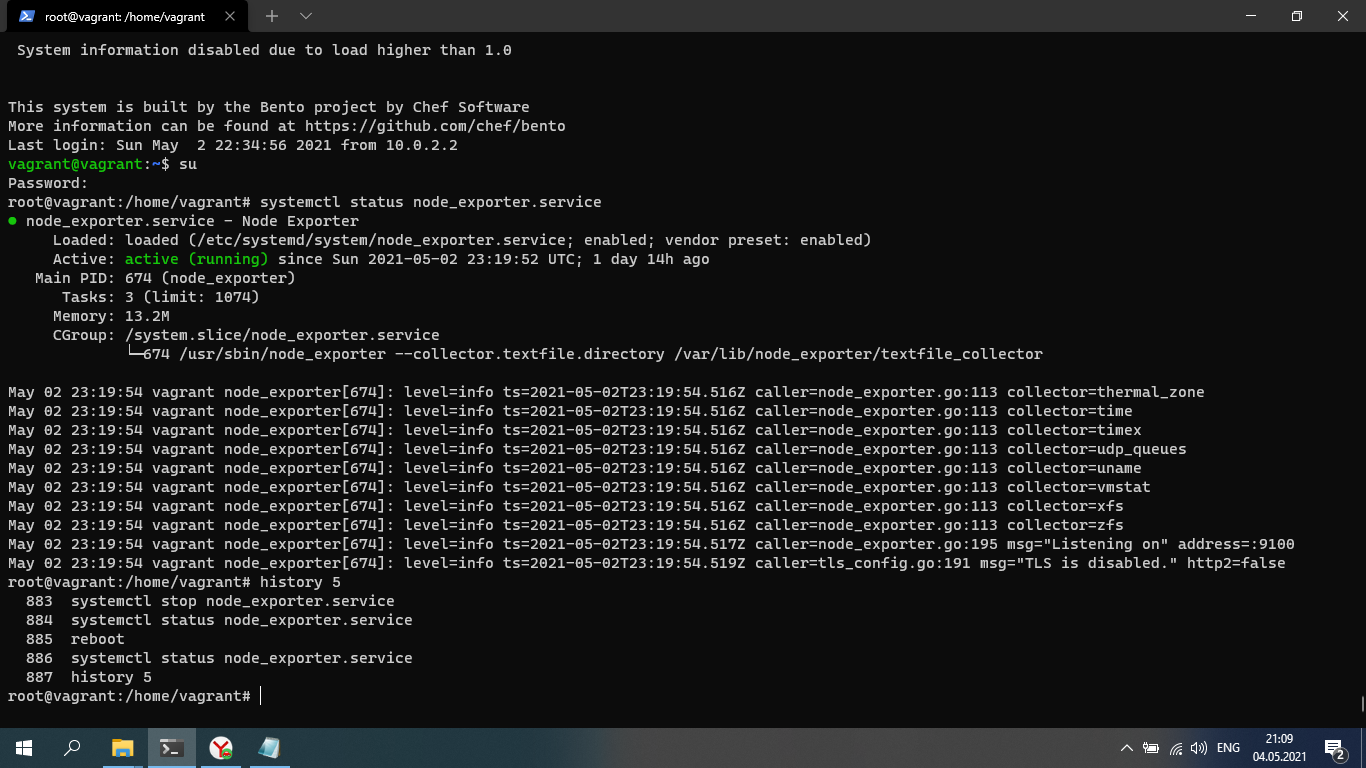 root@vagrant: /home/vagrant
System information disabled due to load higher than 1.0
This system is built by the Bento project by Chef Software
More information can be found at https://github.com/chef/bento
Last login: Sun May  2 22:34:56 2021 from 10.0.2.2
vagrant@vagrant:~$ su
Password:
root@vagrant:/home/vagrant# systemctl status node_exporter.service
● node_exporter.service - Node Exporter
     Loaded: loaded (/etc/systemd/system/node_exporter.service; enabled; vendor preset: enabled)
     Active: active (running) since Sun 2021-05-02 23:19:52 UTC; 1 day 14h ago
   Main PID: 674 (node_exporter)
      Tasks: 3 (limit: 1074)
     Memory: 13.2M
     CGroup: /system.slice/node_exporter.service
             └─674 /usr/sbin/node_exporter --collector.textfile.directory /var/lib/node_exporter/textfile_collector
May 02 23:19:54 vagrant node_exporter[674]: level=info ts=2021-05-02T23:19:54.516Z caller=node_exporter.go:113 collector=thermal_zone
May 02 23:19:54 vagrant node_exporter[674]: level=info ts=2021-05-02T23:19:54.516Z caller=node_exporter.go:113 collector=time
May 02 23:19:54 vagrant node_exporter[674]: level=info ts=2021-05-02T23:19:54.516Z caller=node_exporter.go:113 collector=timex
May 02 23:19:54 vagrant node_exporter[674]: level=info ts=2021-05-02T23:19:54.516Z caller=node_exporter.go:113 collector=udp_queues
May 02 23:19:54 vagrant node_exporter[674]: level=info ts=2021-05-02T23:19:54.516Z caller=node_exporter.go:113 collector=uname
May 02 23:19:54 vagrant node_exporter[674]: level=info ts=2021-05-02T23:19:54.516Z caller=node_exporter.go:113 collector=vmstat
May 02 23:19:54 vagrant node_exporter[674]: level=info ts=2021-05-02T23:19:54.516Z caller=node_exporter.go:113 collector=xfs
May 02 23:19:54 vagrant node_exporter[674]: level=info ts=2021-05-02T23:19:54.516Z caller=node_exporter.go:113 collector=zfs
May 02 23:19:54 vagrant node_exporter[674]: level=info ts=2021-05-02T23:19:54.517Z caller=node_exporter.go:195 msg="Listening on" address=:9100
May 02 23:19:54 vagrant node_exporter[674]: level=info ts=2021-05-02T23:19:54.519Z caller=tls_config.go:191 msg="TLS is disabled." http2=false
root@vagrant:/home/vagrant# history 5
  883  systemctl stop node_exporter.service
  884  systemctl status node_exporter.service
  885  reboot
  886  systemctl status node_exporter.service
  887  history 5
root@vagrant:/home/vagrant#
ENG
21:09
04.05.2021
2